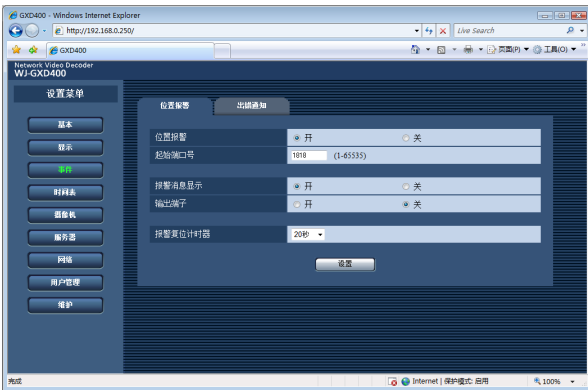 GXD400 - Windows Internet Explorer
http://192.168.0.250/
Live Search
GXD400
页面(P) 工具(O)
Network Video Decoder
WJ-GXD400
设置菜单
基本
显示
事件
时间表
摄像机
服务器
网络
用户管理
维护
位置报警 出错通知
位置报警 开 关
起始端口号 1818 (1-65535)
报警消息显示 开 关
输出端子 开 关
报警复位计时器 20秒
设置
完成 Internet | 保护模式: 启用 100%